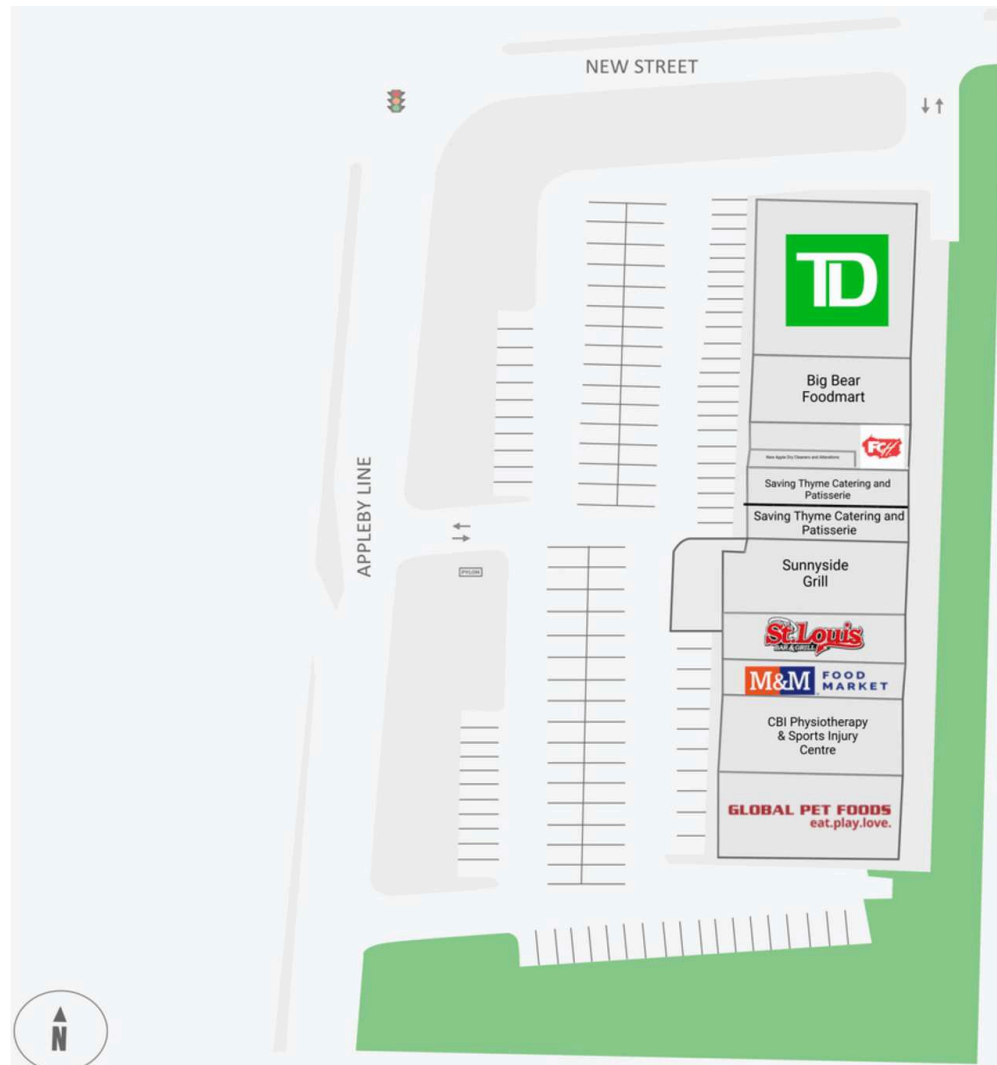 NEW STREET
TD
Big Bear
Foodmart
FCH
New Apple Dry Cleaners and Alterations
Saving Thyme Catering and
Patisserie
Saving Thyme Catering and
Patisserie
APPLEBY LINE
PYLON
Sunnyside
Grill
St. Louis
BAR & GRILL
M&M FOOD
MARKET
CBI Physiotherapy
& Sports Injury
Centre
GLOBAL PET FOODS
eat.play.love.
N